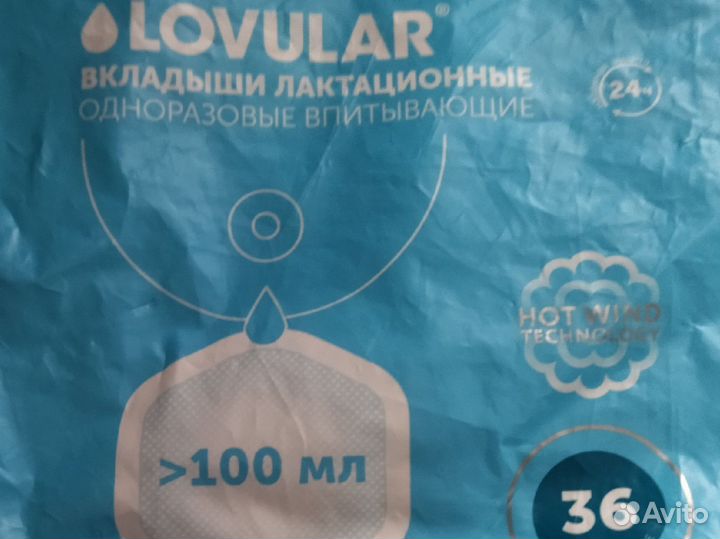 LOVULAR®
ВКЛАДЫШИ ЛАКТАЦИОННЫЕ
ОДНОРАЗОВЫЕ ВПИТЫВАЮЩИЕ
24ч
HOT WIND
TECHNOLOGY
>100 мл
36
Avito